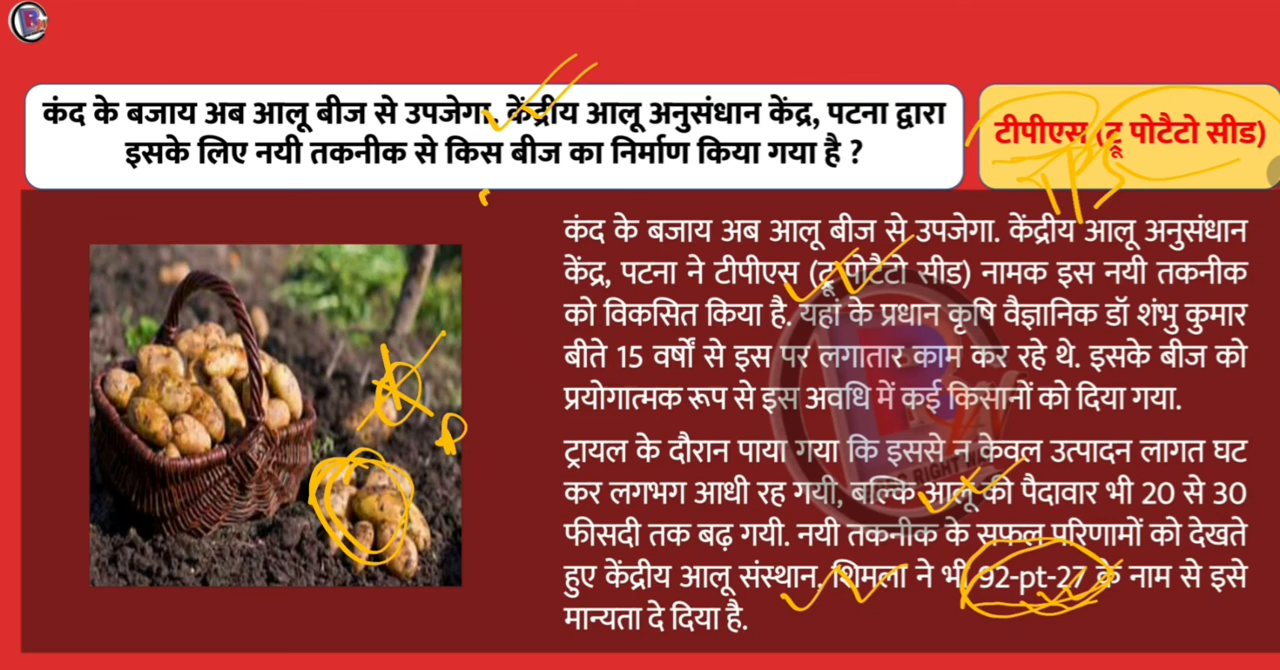 कंद के बजाय अब आलू बीज से उपजेगा. केंद्रीय आलू अनुसंधान केंद्र, पटना द्वारा
इसके लिए नयी तकनीक से किस बीज का निर्माण किया गया है ?
टीपीएस (ट्रू पोटैटो सीड)
TPS
कंद के बजाय अब आलू बीज से उपजेगा. केंद्रीय आलू अनुसंधान
केंद्र, पटना ने टीपीएस (ट्रू पोटैटो सीड) नामक इस नयी तकनीक
को विकसित किया है. यहां के प्रधान कृषि वैज्ञानिक डॉ शंभु कुमार
बीते 15 वर्षों से इस पर लगातार काम कर रहे थे. इसके बीज को
प्रयोगात्मक रूप से इस अवधि में कई किसानों को दिया गया.
ट्रायल के दौरान पाया गया कि इससे न केवल उत्पादन लागत घट
कर लगभग आधी रह गयी, बल्कि आलू की पैदावार भी 20 से 30
फीसदी तक बढ़ गयी. नयी तकनीक के सफल परिणामों को देखते
हुए केंद्रीय आलू संस्थान, शिमला ने भी 92-pt-27 के नाम से इसे
मान्यता दे दिया है.